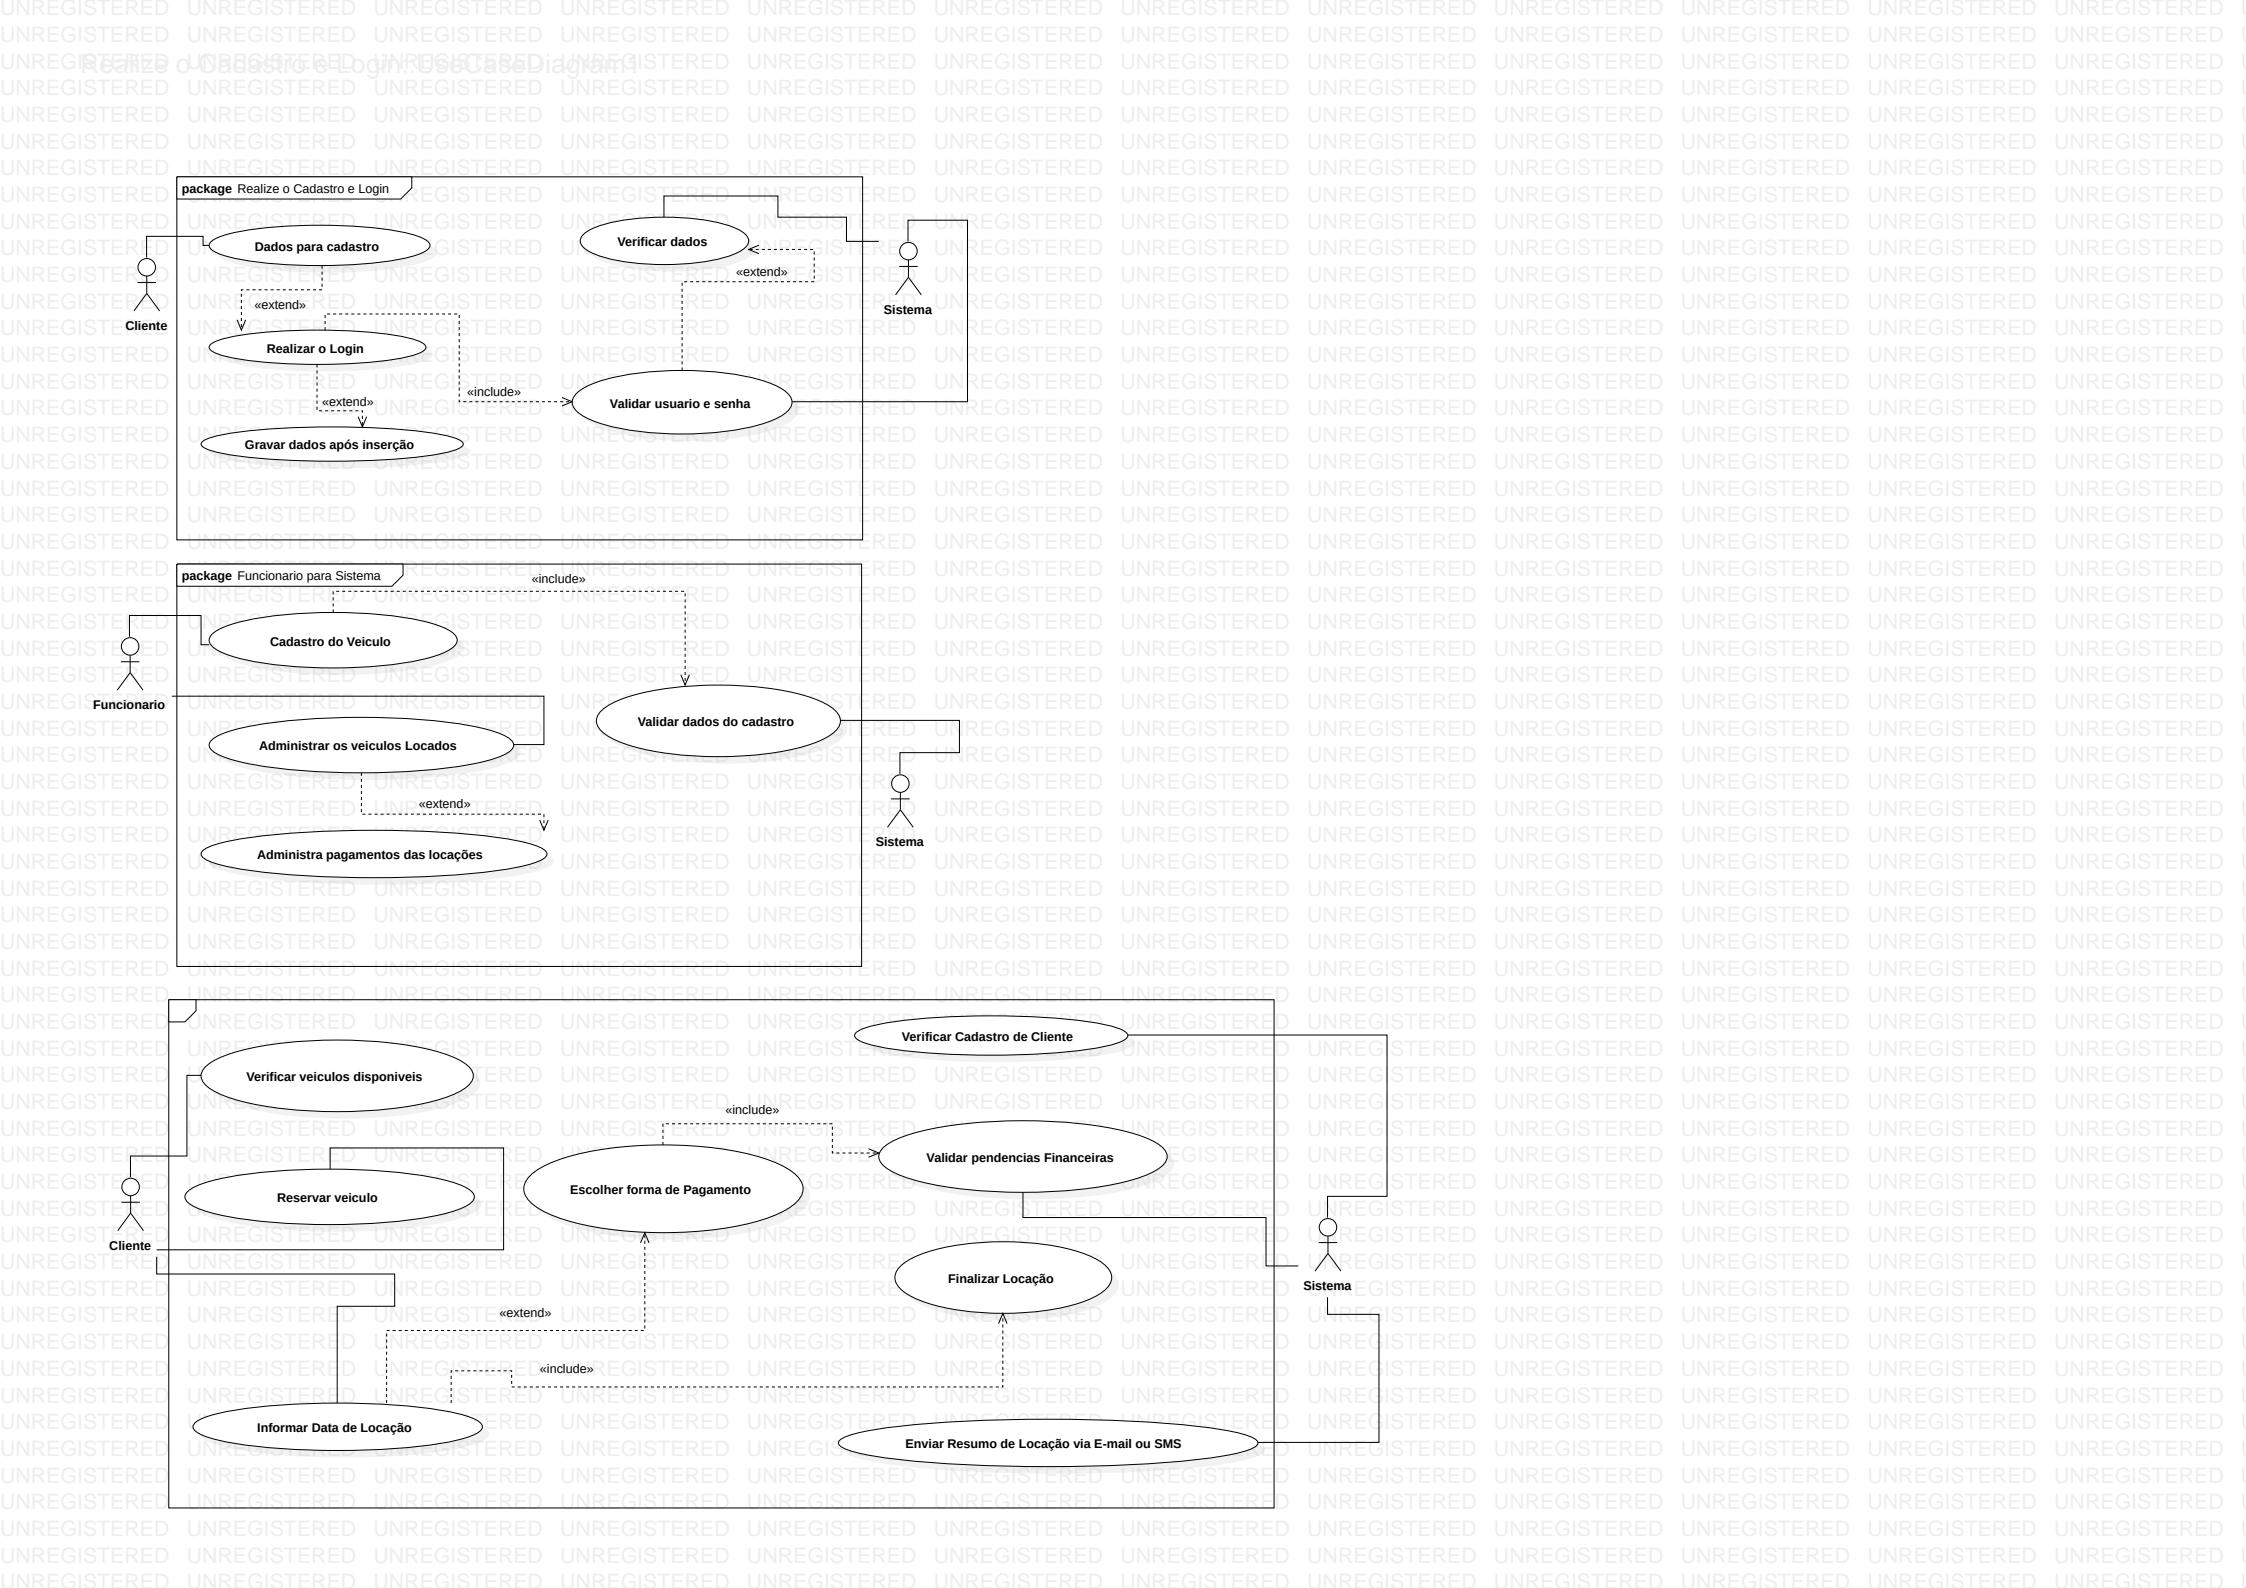 Realize o Cadastro e Login: UseCaseDiagram1
package Realize o Cadastro e Login
Dados para cadastro
Verificar dados
«extend»
Cliente
«extend»
Sistema
Realizar o Login
«include»
«extend»
Validar usuario e senha
Gravar dados após inserção
package Funcionario para Sistema
«include»
Cadastro do Veiculo
Funcionario
Validar dados do cadastro
Administrar os veiculos Locados
«extend»
Sistema
Administra pagamentos das locações
Verificar Cadastro de Cliente
Verificar veiculos disponiveis
«include»
Validar pendencias Financeiras
Escolher forma de Pagamento
Reservar veiculo
Cliente
Finalizar Locação
Sistema
«extend»
«include»
Informar Data de Locação
Enviar Resumo de Locação via E-mail ou SMS
UNREGISTERED